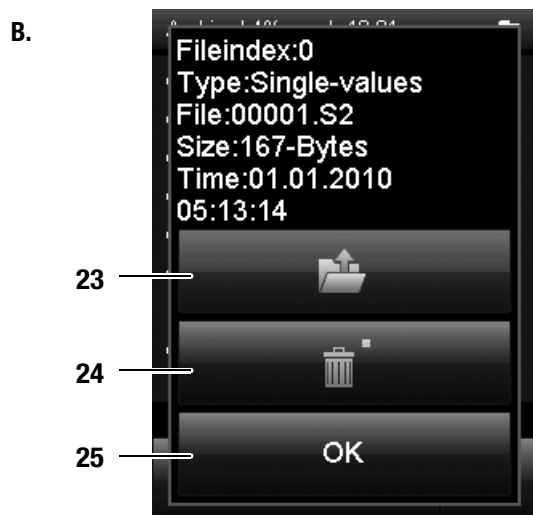 B.
Fileindex:0
Type:Single-values
File:00001.S2
Size:167-Bytes
Time:01.01.2010
05:13:14
23
24
25
OK